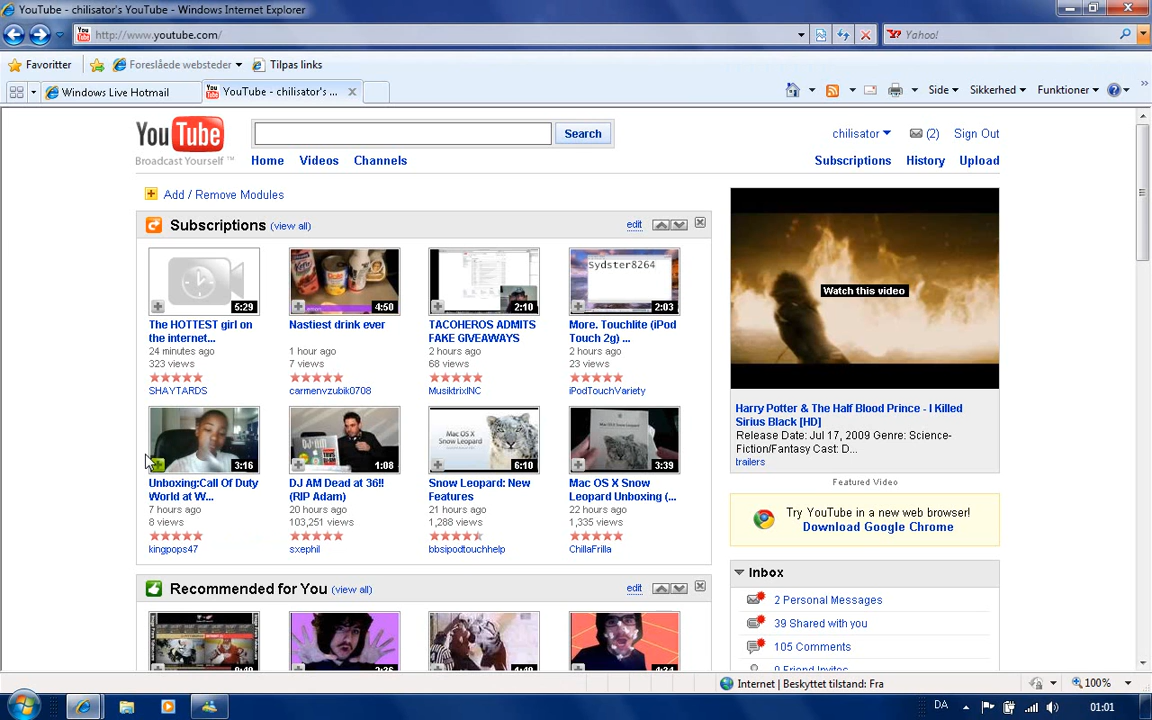 YouTube - chilisator's YouTube - Windows Internet Explorer
http://www.youtube.com/
Yahoo!
Favoritter
Foreslåede websteder
Tilpas links
Windows Live Hotmail
YouTube - chilisator's ...
Side
Sikkerhed
Funktioner
YouTube
Broadcast Yourself ™
Search
chilisator
(2)
Sign Out
Home
Videos
Channels
Subscriptions
History
Upload
Add / Remove Modules
Subscriptions (view all)
edit
5:29
4:50
2:10
Sydster8264
2:03
The HOTTEST girl on
the internet...
24 minutes ago
323 views
SHAYTARDS
Nastiest drink ever
1 hour ago
7 views
carmenvzubik0708
TACOHEROS ADMITS
FAKE GIVEAWAYS
2 hours ago
68 views
MusiktrixINC
More. Touchlite (iPod
Touch 2g) ...
2 hours ago
23 views
iPodTouchVariety
3:16
1:08
Mac OS X
Snow Leopard
6:10
3:39
Unboxing:Call Of Duty
World at W...
7 hours ago
8 views
kingpops47
DJ AM Dead at 36!!
(RIP Adam)
20 hours ago
103,251 views
sxephil
Snow Leopard: New
Features
21 hours ago
1,288 views
bbsipodtouchhelp
Mac OS X Snow
Leopard Unboxing (...
22 hours ago
1,335 views
ChillaFrilla
Recommended for You (view all)
edit
Watch this video
Harry Potter & The Half Blood Prince - I Killed
Sirius Black [HD]
Release Date: Jul 17, 2009 Genre: Science-
Fiction/Fantasy Cast: D...
trailers
Featured Video
Try YouTube in a new web browser!
Download Google Chrome
Inbox
2 Personal Messages
39 Shared with you
105 Comments
0 Friend Invites
Internet | Beskyttet tilstand: Fra
100%
DA
01:01